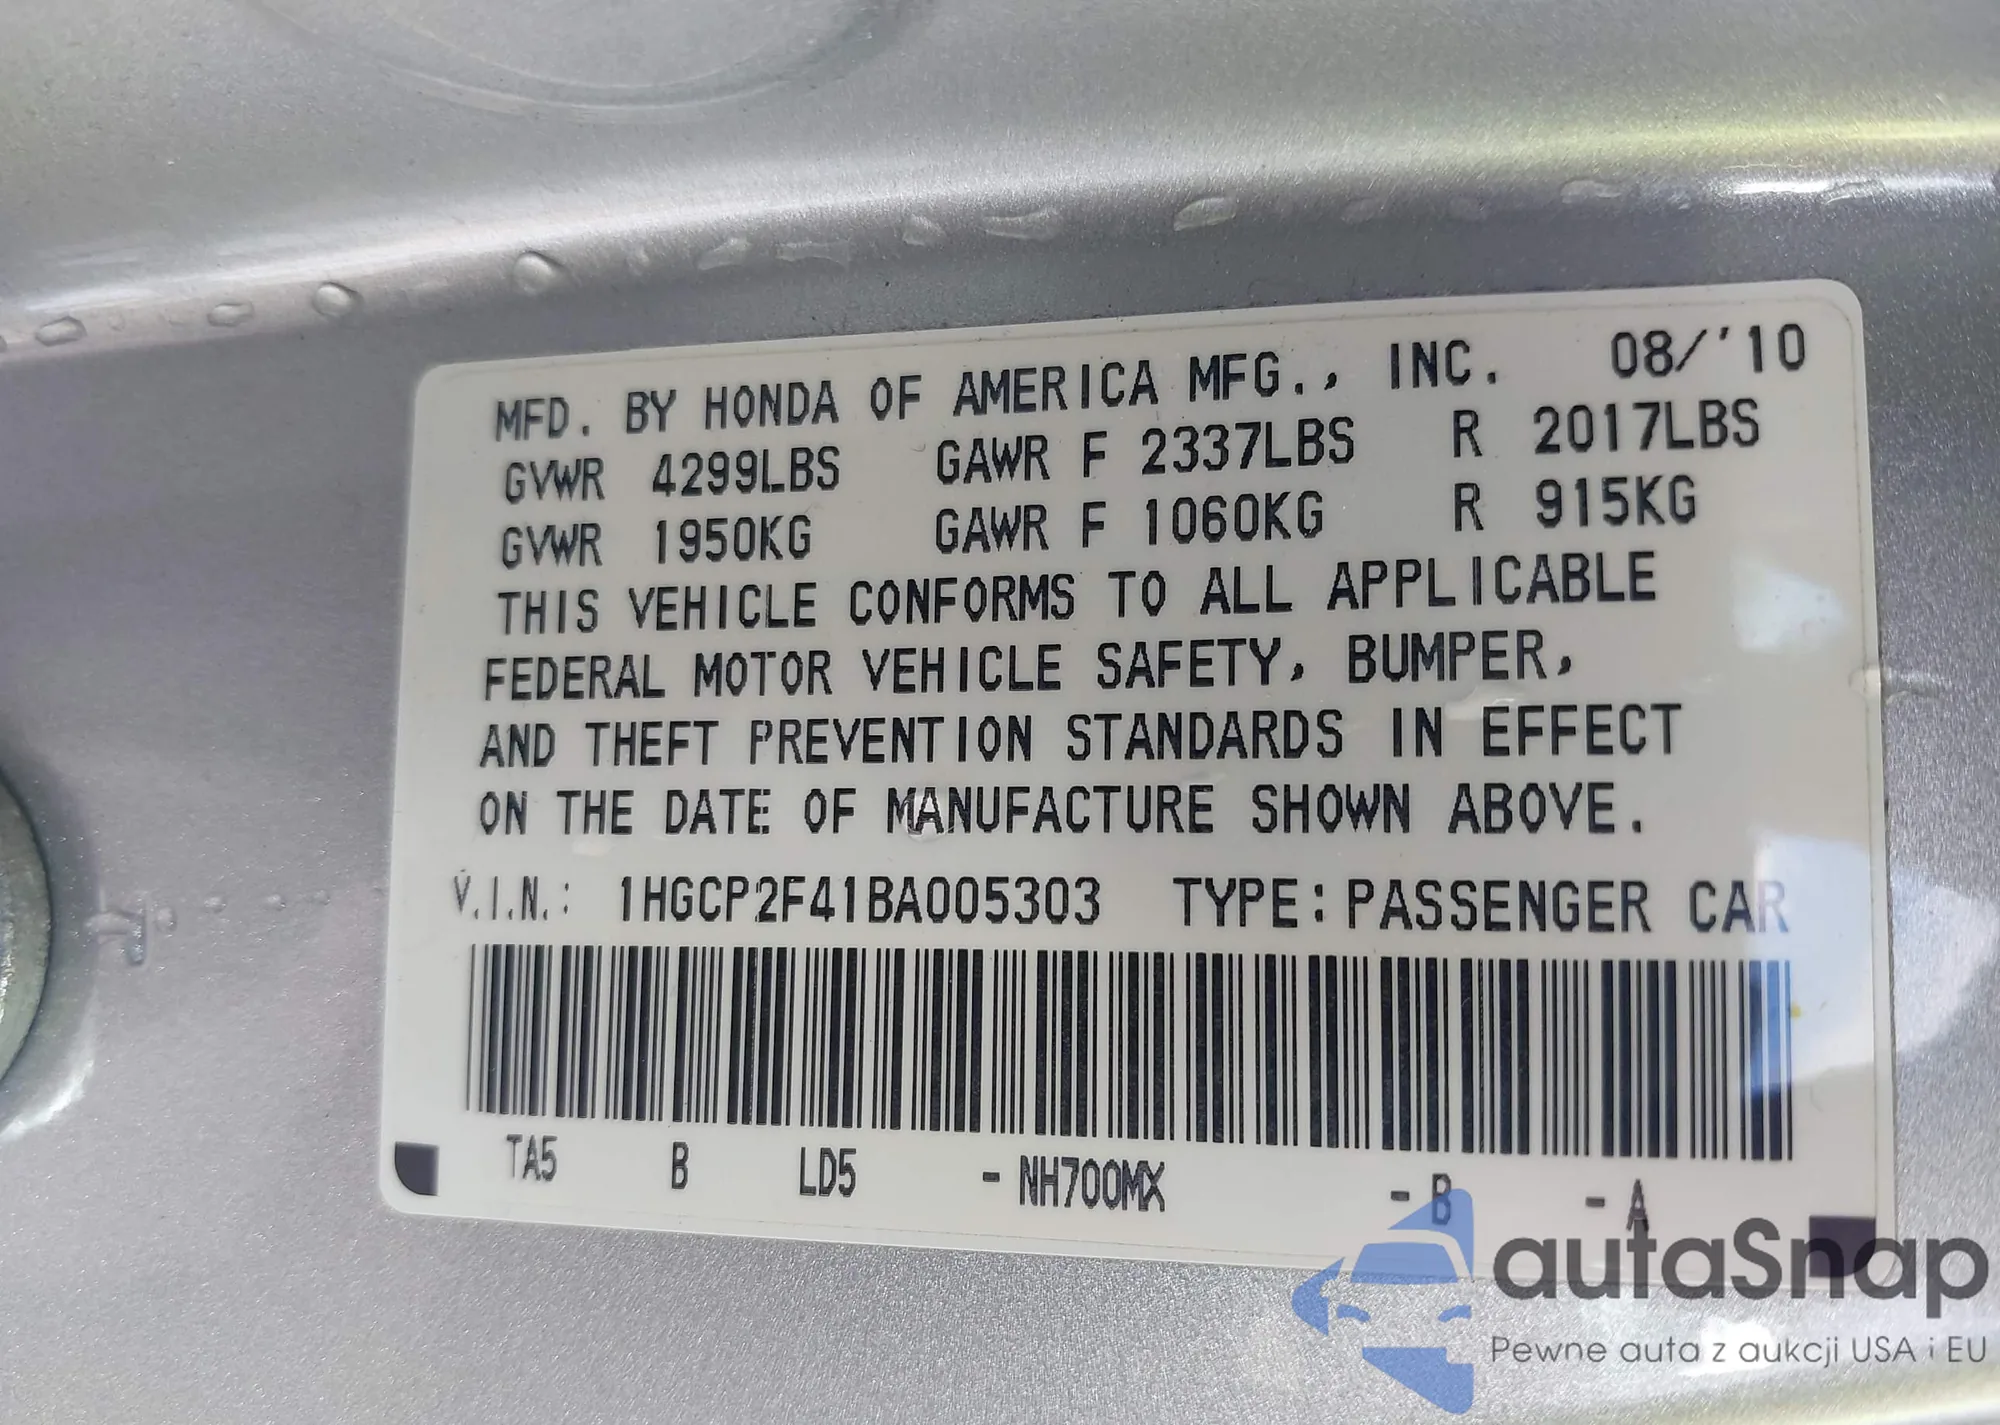 MFD. BY HONDA OF AMERICA MFG., INC. 08/'10
GVWR 4299LBS GAWR F 2337LBS R 2017LBS
GVWR 1950KG GAWR F 1060KG R 915KG
THIS VEHICLE CONFORMS TO ALL APPLICABLE
FEDERAL MOTOR VEHICLE SAFETY, BUMPER,
AND THEFT PREVENTION STANDARDS IN EFFECT
ON THE DATE OF MANUFACTURE SHOWN ABOVE.
V.I.N.: 1HGCP2F41BA005303 TYPE:PASSENGER CAR
TA5 B LD5 -NH700MX -B -A
autaSnap
Pewne auta z aukcji USA i EU